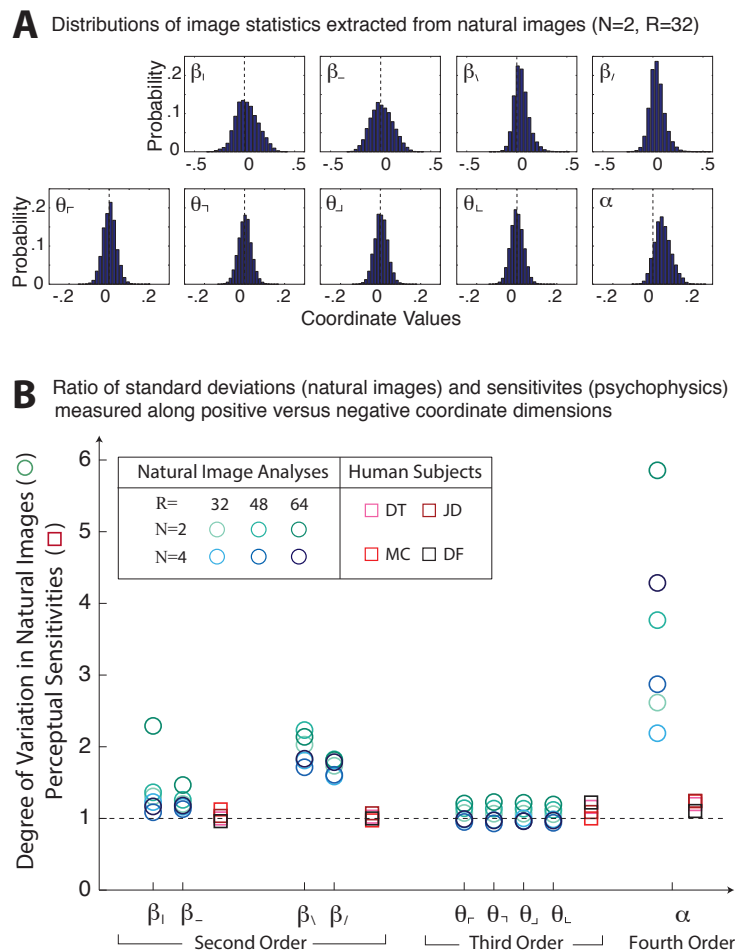 A Distributions of image statistics extracted from natural images (N=2, R=32)
Probability
.2
.1
0
β| β_ β\ β/
-.5 0 .5 -.5 0 .5 -.5 0 .5 -.5 0 .5
Probability
.2
.1
0
θ⌜ θ⌝ θ⌟ θ⌞ α
-.2 0 .2 -.2 0 .2 -.2 0 .2 -.2 0 .2 -.2 0 .2
Coordinate Values
B Ratio of standard deviations (natural images) and sensitivites (psychophysics)
measured along positive versus negative coordinate dimensions
Degree of Variation in Natural Images (○)
Perceptual Sensitivities (□)
6
5
4
3
2
1
0
Natural Image Analyses Human Subjects
R= 32 48 64
N=2
N=4
DT JD
MC DF
β| β_ β\ β/ θ⌜ θ⌝ θ⌟ θ⌞ α
Second Order Third Order Fourth Order